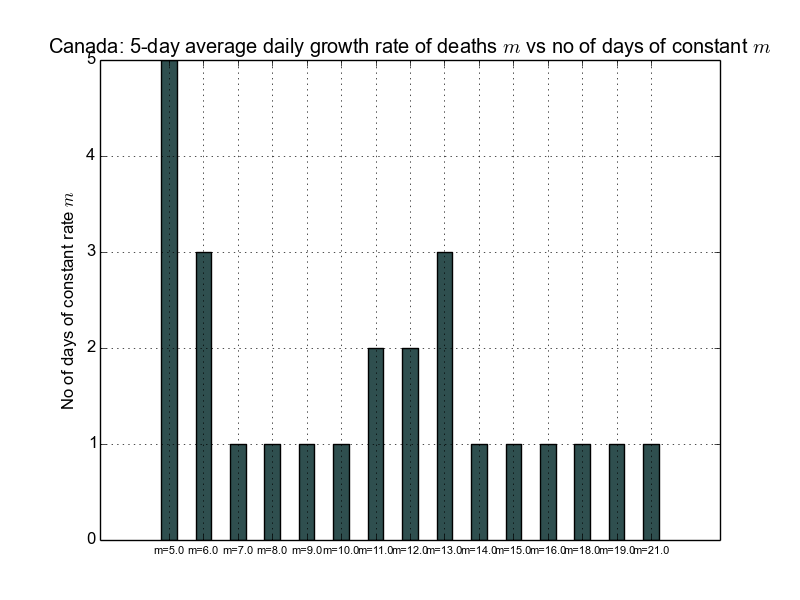 Canada: 5-day average daily growth rate of deaths m vs no of days of constant m
No of days of constant rate m
5
4
3
2
1
0
m=5.0 m=6.0 m=7.0 m=8.0 m=9.0 m=10.0 m=11.0 m=12.0 m=13.0 m=14.0 m=15.0 m=16.0 m=18.0 m=19.0 m=21.0